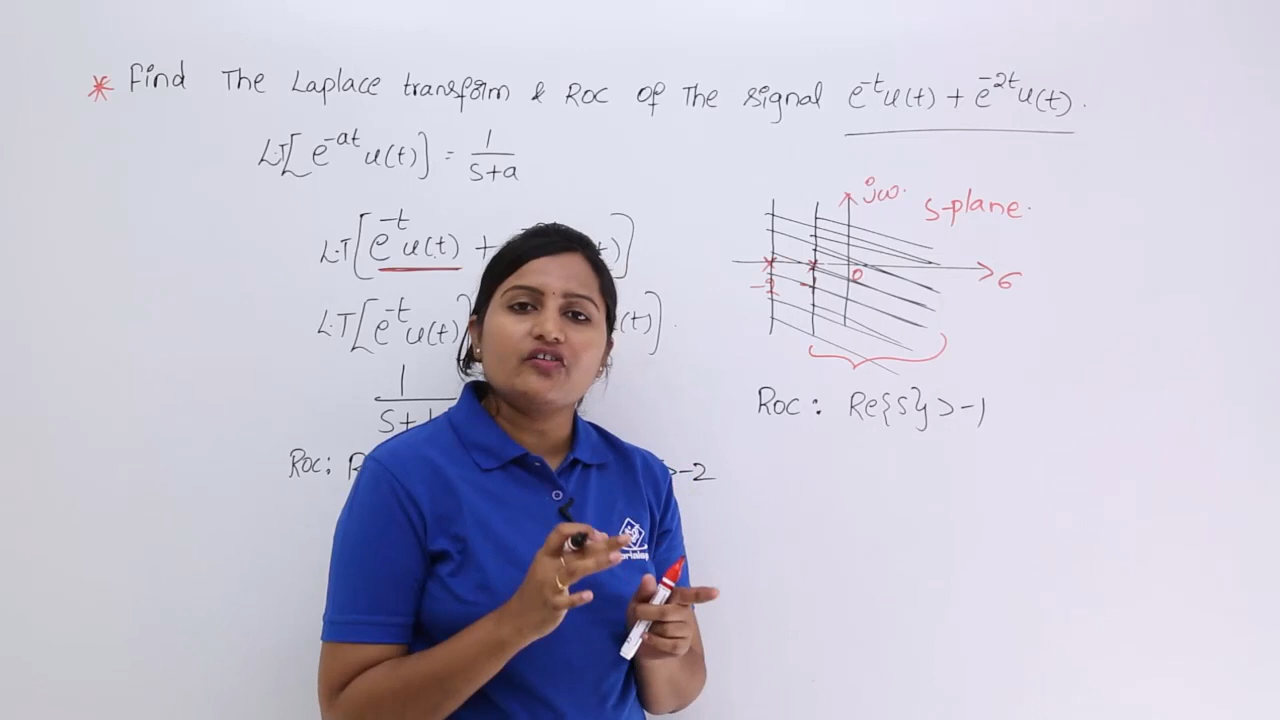 * Find The Laplace transform & ROC of The signal e^{-t}u(t) + e^{-2t}u(t).
L.T[e^{-at} u(t)] = 1/(S+a)
L.T[e^{-t}u(t) + t)]
L.T[e^{-t}u(t) (t)].
1/(S+1
Roc: -2
jω.
S-plane.
-2 -1 0 σ
Roc: Re{S} > -1